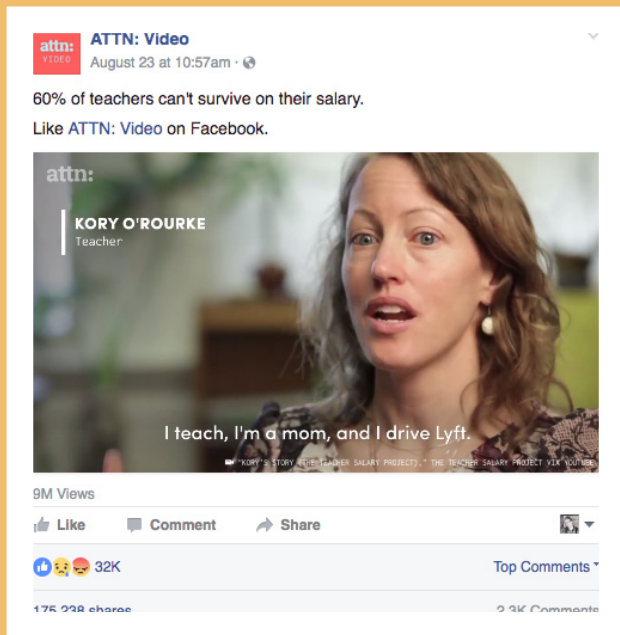 attn:
VIDEO
ATTN: Video
August 23 at 10:57am ·
60% of teachers can't survive on their salary.
Like ATTN: Video on Facebook.
attn:
KORY O'ROURKE
Teacher
I teach, I'm a mom, and I drive Lyft.
"KORY'S STORY (THE TEACHER SALARY PROJECT)," THE TEACHER SALARY PROJECT VIA YOUTUBE
9M Views
Like Comment Share
32K Top Comments
175,238 shares 2.3K Comments